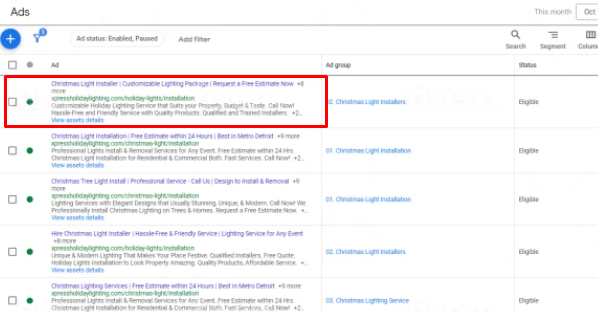 Ads
This month
Oct
1
Ad status: Enabled, Paused
Add filter
Search
Segment
Ad
Ad group
Status
Christmas Light Installer | Customizable Lighting Package | Request a Free Estimate Now +8
more
xpressholidaylighting.com/holiday-lights/installation
Customizable Holiday Lighting Service that Suits your Property, Budget & Taste. Call Now!
Hassle-Free and Friendly Service with Quality Products. Qualified and Trained Installers. +2...
View assets details
02. Christmas Light Installers
Eligible
Christmas Light Installation | Free Estimate within 24 Hours | Best in Metro Detroit +9 more
xpressholidaylighting.com/christmas-light/installation
Professional Install & Removal Services for Any Event. Free Estimate within 24 Hrs
Christmas Light Installation for Residential & Commercial Both. Fast Services. Call Now! +2...
View assets details
01. Christmas Light Installation
Eligible
Christmas Tree Light Install | Professional Service - Call Us | Design to Install & Removal +9
more
xpressholidaylighting.com/christmas-light/installation
Lighting Services with Elegant Designs that Usually Stunning, Unique, & Modern. Call Now! We
Professionally Install Christmas Lighting on Trees & Homes. Request a Free Estimate Now. +2...
View assets details
01. Christmas Light Installation
Eligible
Hire Christmas Light Installer | Hassle-Free & Friendly Service | Lighting Service for Any Event
+8 more
xpressholidaylighting.com/holiday-lights/installation
Unique & Modern Lighting That Makes Your Place Festive. Qualified Installers. Free Quote.
Holiday Lights Installation to Look Property Amazing. Quality Products, Affordable Service. +2...
View assets details
02. Christmas Light Installers
Eligible
Christmas Lighting Services | Free Estimate within 24 Hours | Best in Metro Detroit +9 more
xpressholidaylighting.com/christmas-light/installation
Professional Install & Removal Services for Any Event. Free Estimate within 24 Hrs.
Christmas Light Installation for Residential & Commercial Both. Fast Services. Call Now! +2...
03. Christmas Lighting Service
Eligible